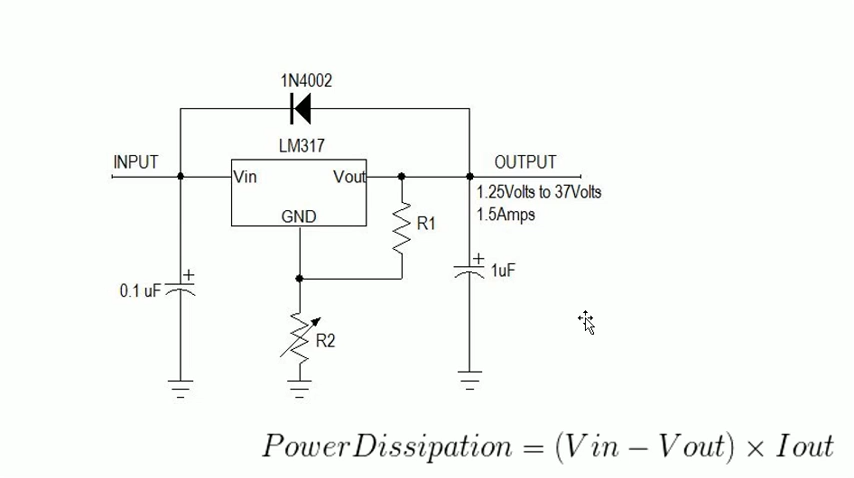 1N4002
LM317
INPUT
OUTPUT
Vin
Vout
1.25Volts to 37Volts
1.5Amps
GND
R1
+
1uF
+
0.1 uF
R2
PowerDissipation = (Vin − Vout) × Iout